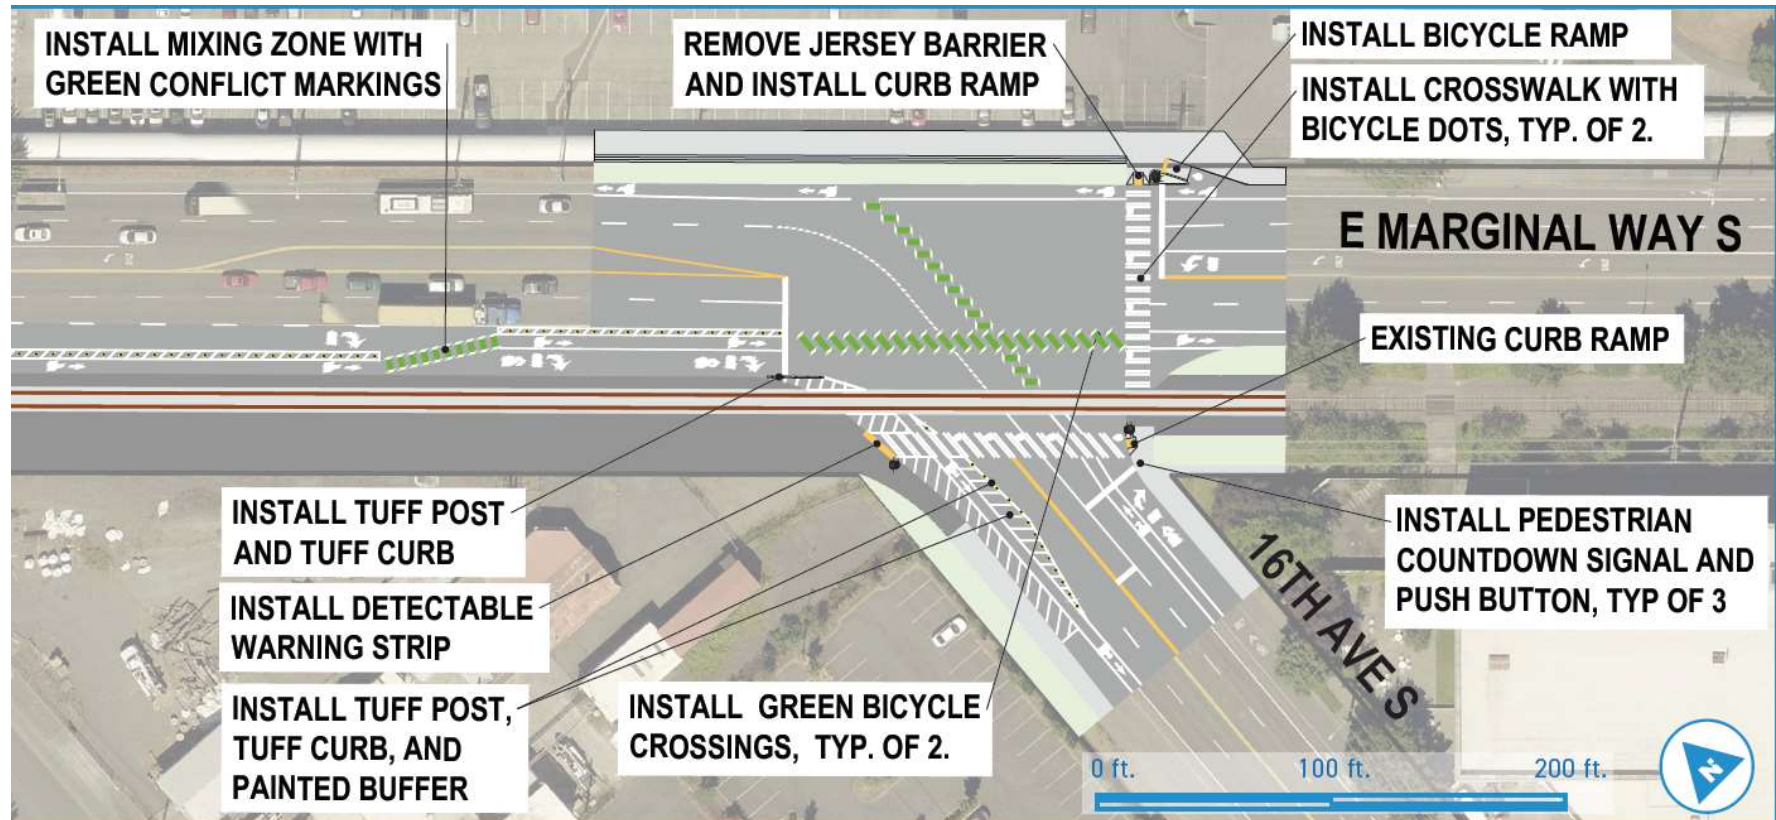 INSTALL MIXING ZONE WITH
GREEN CONFLICT MARKINGS
REMOVE JERSEY BARRIER
AND INSTALL CURB RAMP
INSTALL BICYCLE RAMP
INSTALL CROSSWALK WITH
BICYCLE DOTS, TYP. OF 2.
E MARGINAL WAY S
EXISTING CURB RAMP
INSTALL TUFF POST
AND TUFF CURB
INSTALL DETECTABLE
WARNING STRIP
INSTALL TUFF POST,
TUFF CURB, AND
PAINTED BUFFER
INSTALL GREEN BICYCLE
CROSSINGS, TYP. OF 2.
INSTALL PEDESTRIAN
COUNTDOWN SIGNAL AND
PUSH BUTTON, TYP OF 3
16TH AVE S
0 ft. 100 ft. 200 ft.
N